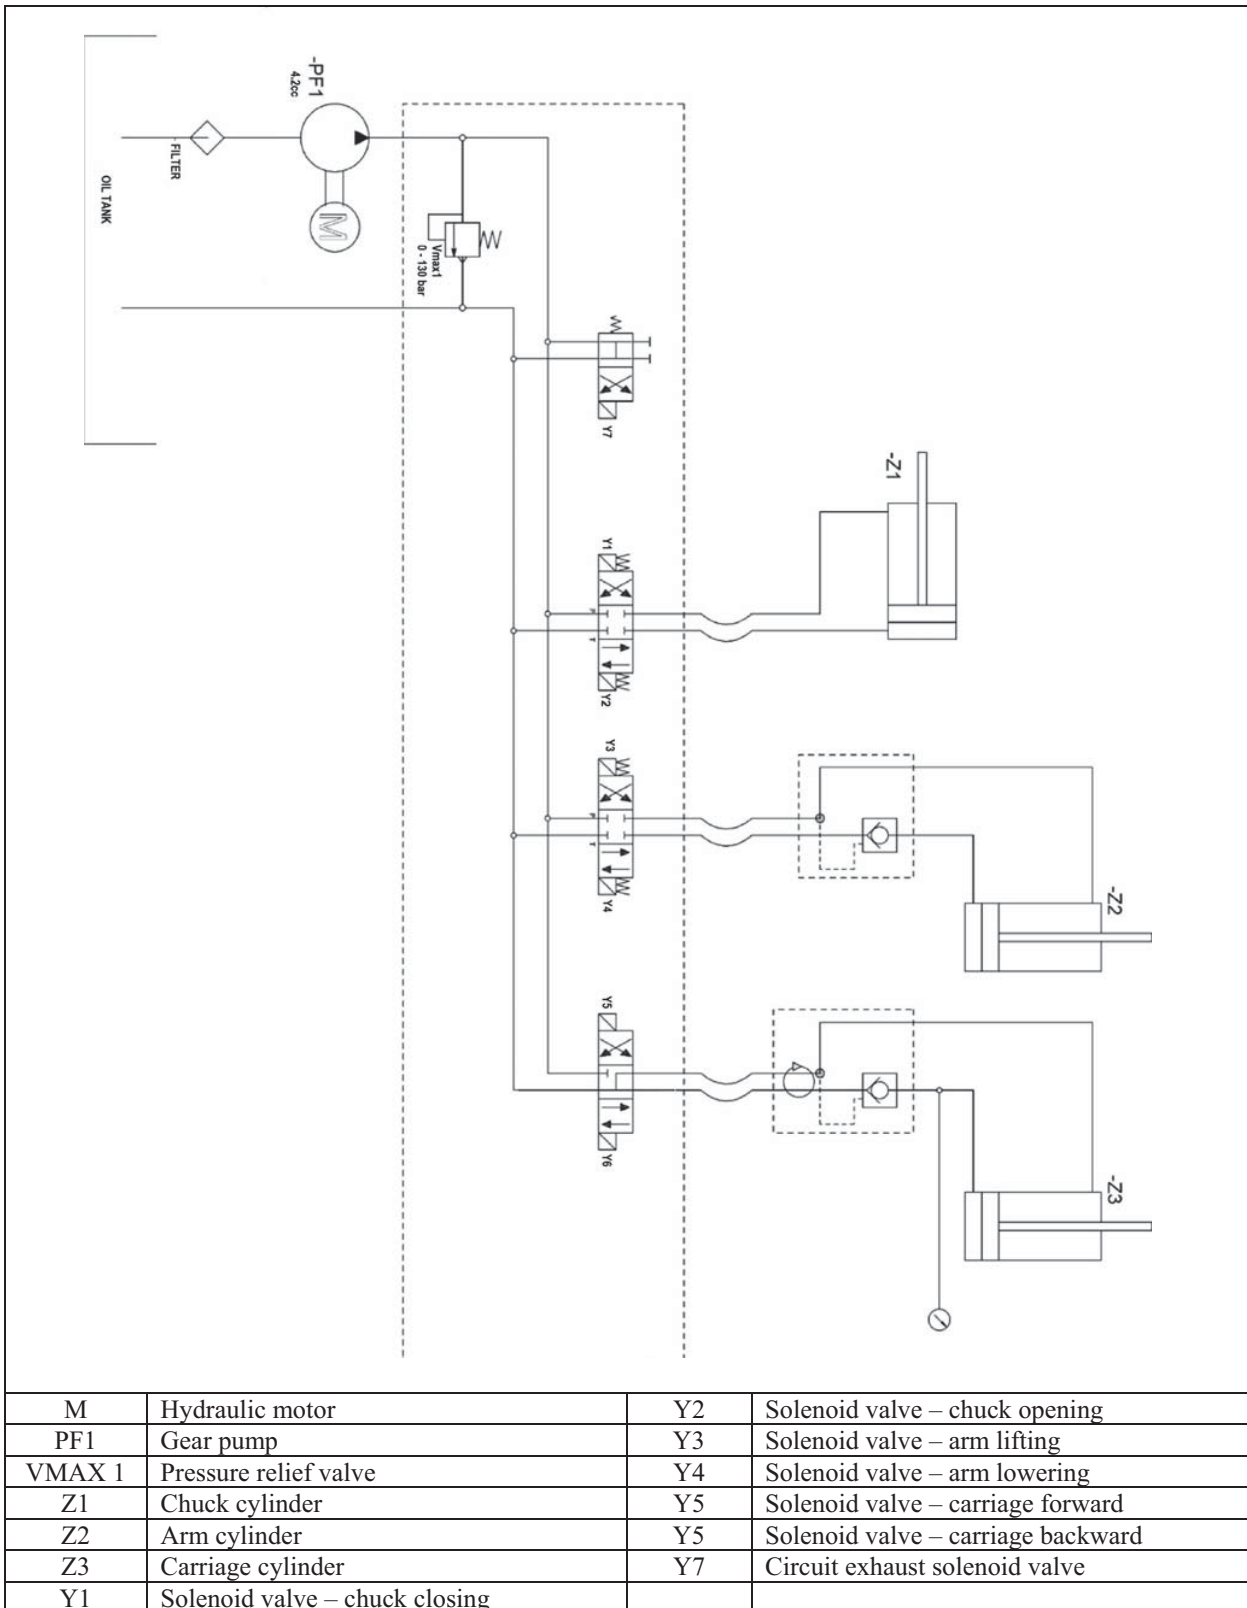 -PF1
4.2cc
FILTER
OIL TANK
M
Vmax1
0 - 130 bar
Y7
-Z1
Y1
Y2
Y3
Y4
-Z2
Y5
Y6
-Z3
M Hydraulic motor Y2 Solenoid valve – chuck opening
PF1 Gear pump Y3 Solenoid valve – arm lifting
VMAX 1 Pressure relief valve Y4 Solenoid valve – arm lowering
Z1 Chuck cylinder Y5 Solenoid valve – carriage forward
Z2 Arm cylinder Y5 Solenoid valve – carriage backward
Z3 Carriage cylinder Y7 Circuit exhaust solenoid valve
Y1 Solenoid valve – chuck closing